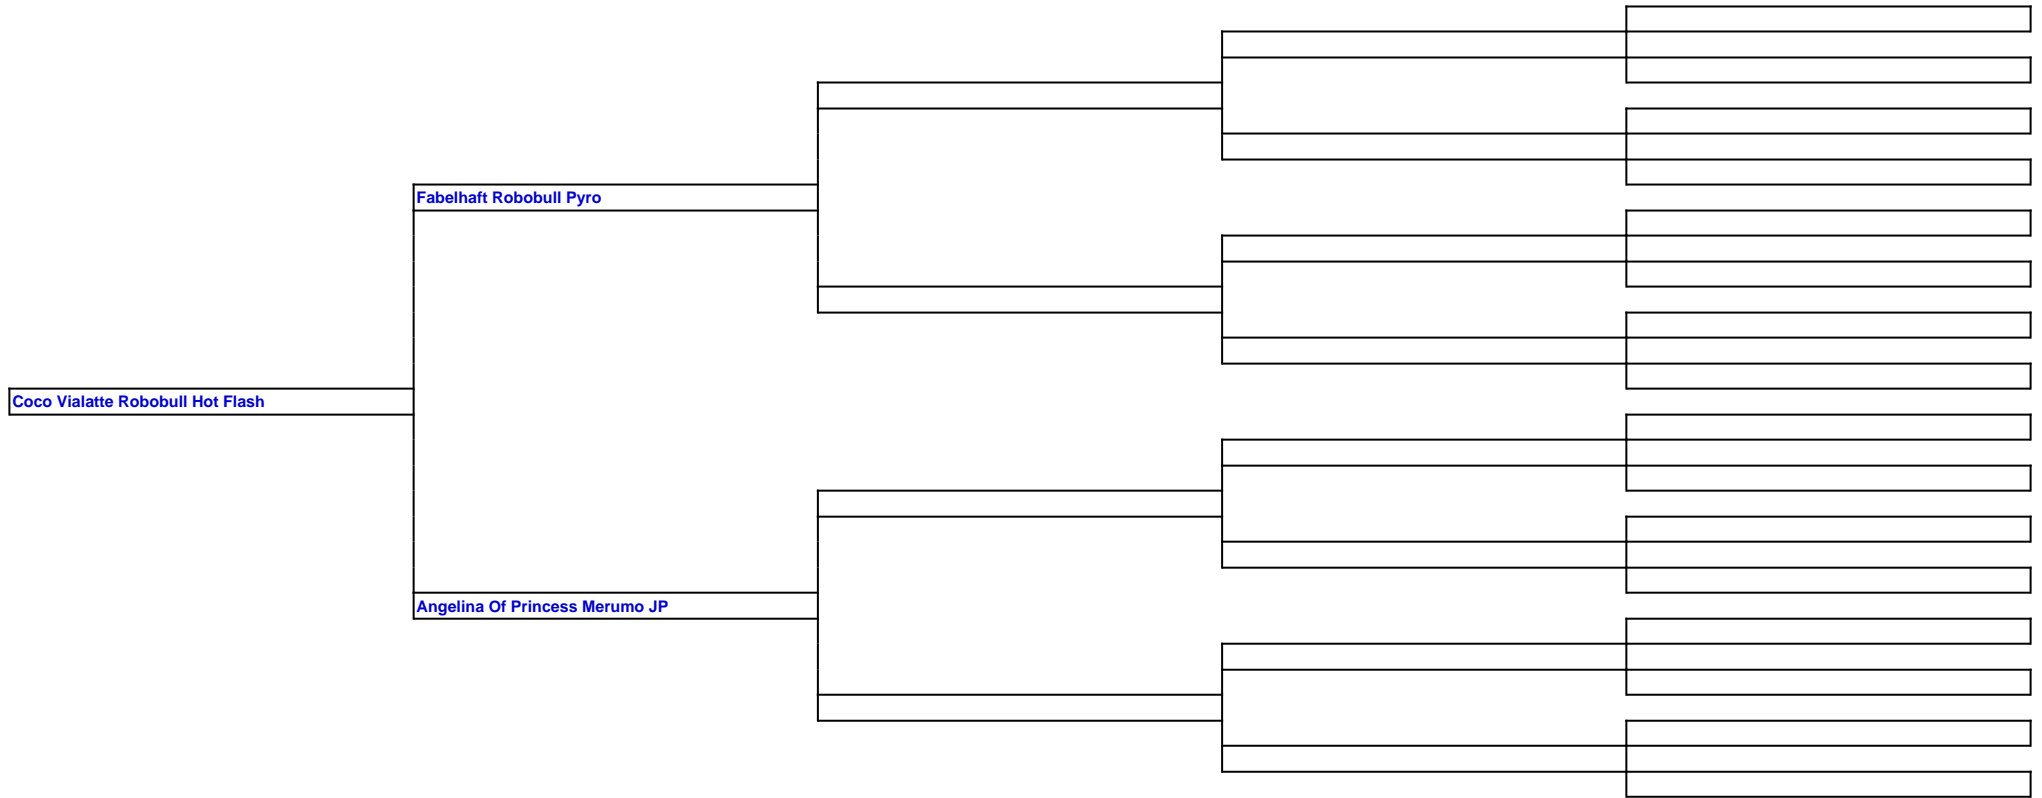 Fabelhaft Robobull Pyro
Coco Vialatte Robobull Hot Flash
Angelina Of Princess Merumo JP